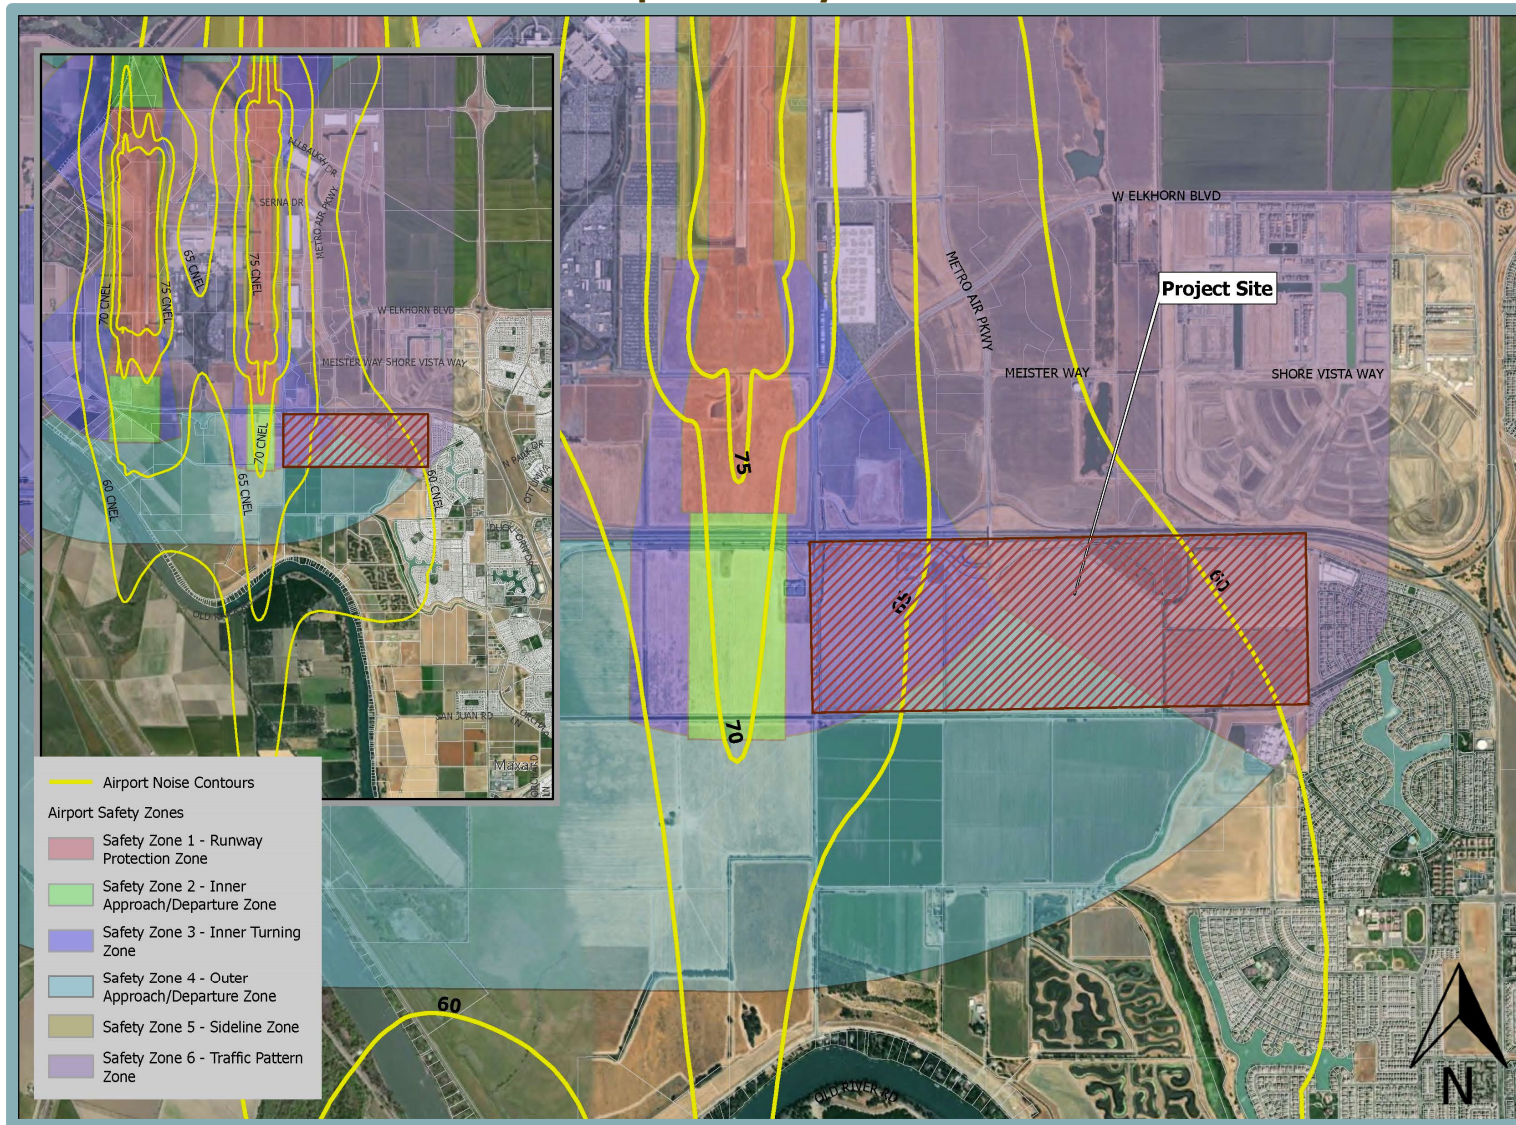 W ELKHORN BLVD
Project Site
METRO AIR PKWY
MEISTER WAY
SHORE VISTA WAY
75
65
60
70
60
OLD RIVER RD
N
SERNA DR
METRO AIR PKWY
65 CNEL
75 CNEL
70 CNEL
75 CNEL
W ELKHORN BLVD
MEISTER WAY SHORE VISTA WAY
70 CNEL
65 CNEL
60 CNEL
60 CNEL
N PARK DR
SAN JUAN RD
Maxar
Airport Noise Contours
Airport Safety Zones
Safety Zone 1 - Runway
Protection Zone
Safety Zone 2 - Inner
Approach/Departure Zone
Safety Zone 3 - Inner Turning
Zone
Safety Zone 4 - Outer
Approach/Departure Zone
Safety Zone 5 - Sideline Zone
Safety Zone 6 - Traffic Pattern
Zone